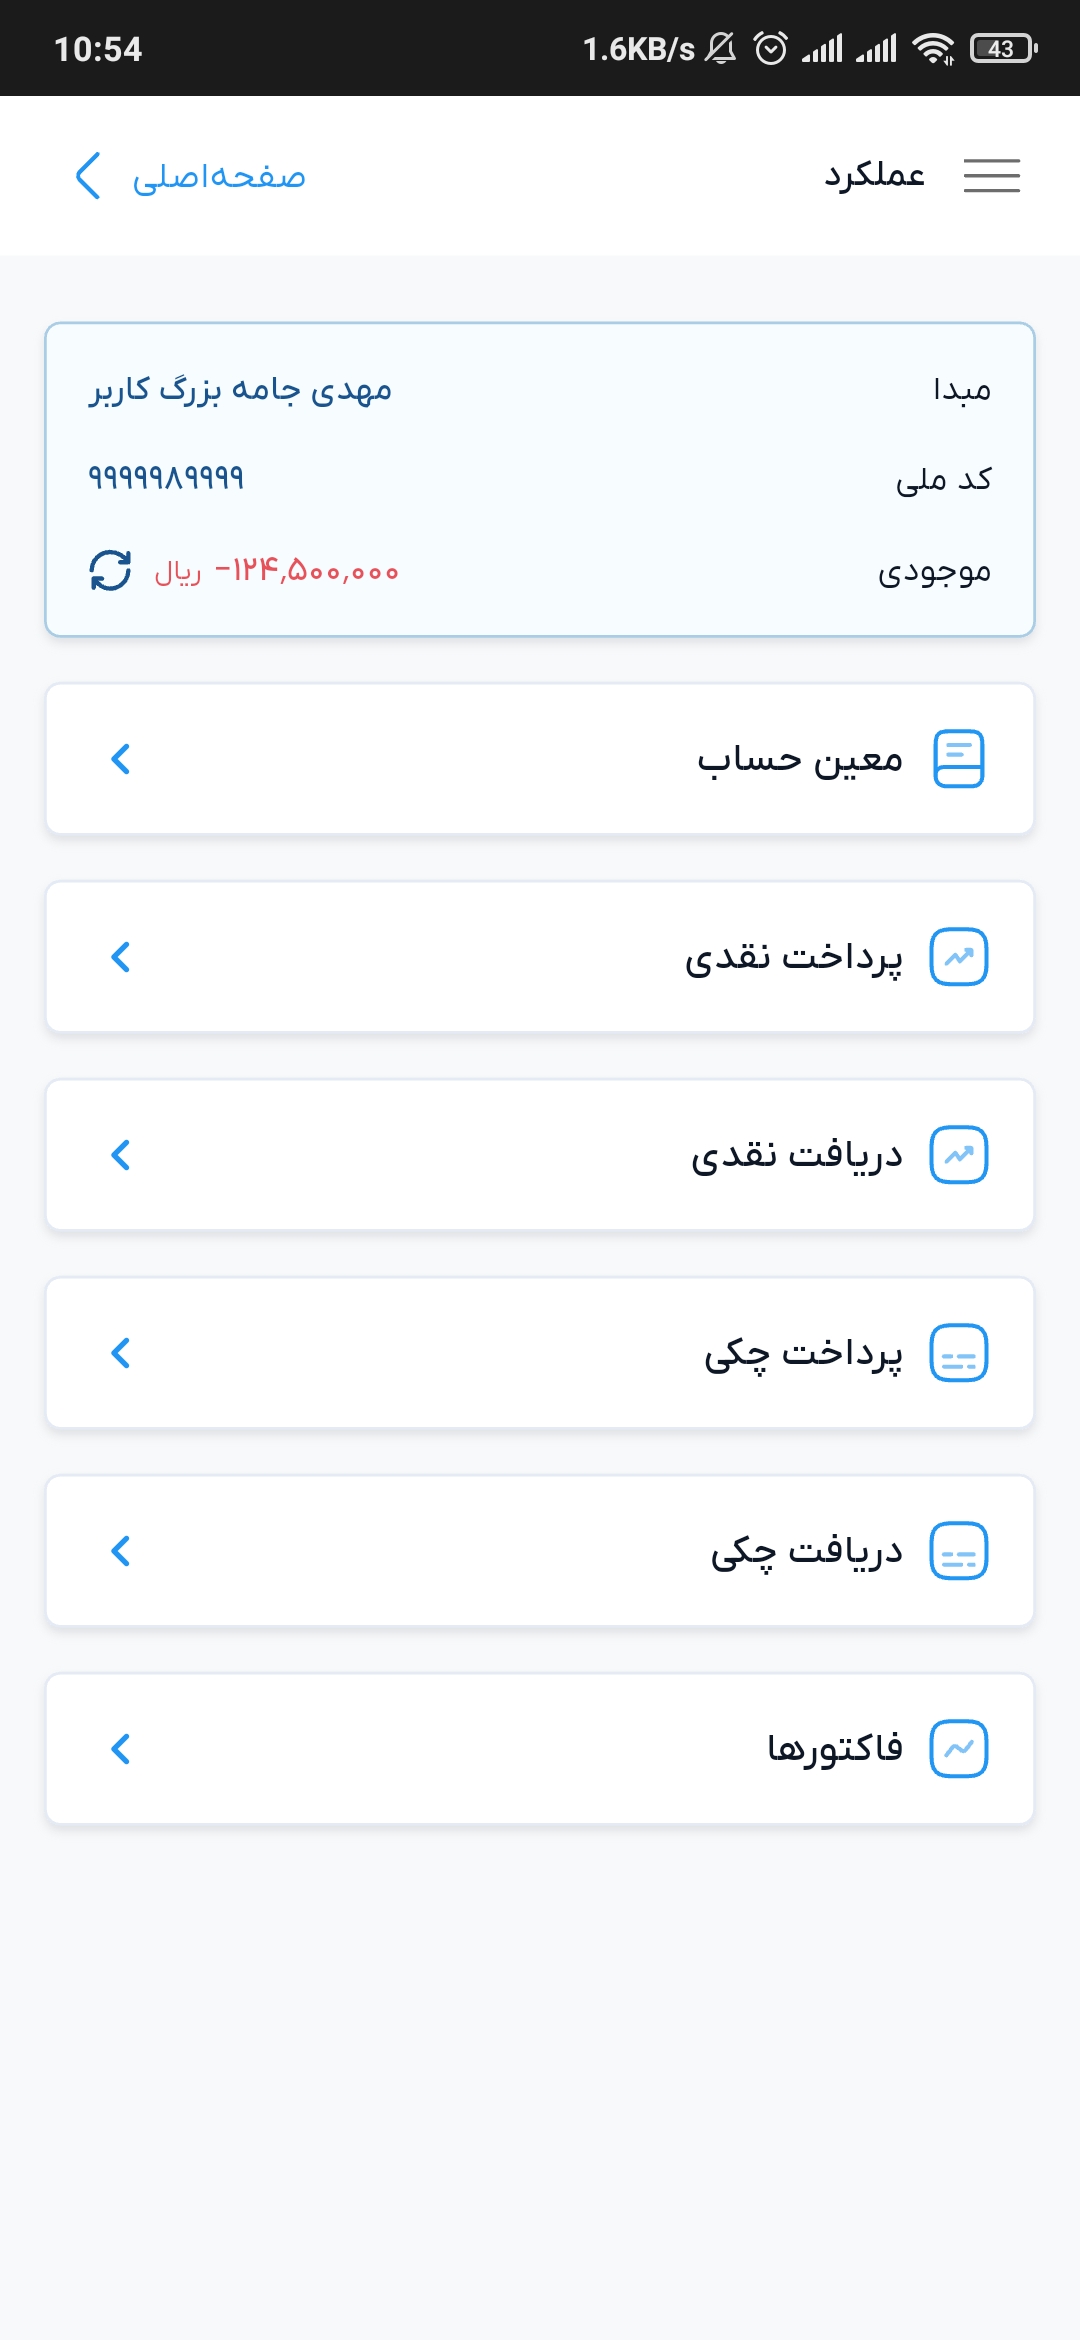 10:54 1.6KB/s 43
عملکرد صفحه‌اصلی
مبدا مهدی جامه بزرگ کاربر
کد ملی ۹۹۹۹۹۸۹۹۹۹
موجودی −۱۲۴,۵۰۰,۰۰۰ ریال
معین حساب
پرداخت نقدی
دریافت نقدی
پرداخت چکی
دریافت چکی
فاکتورها